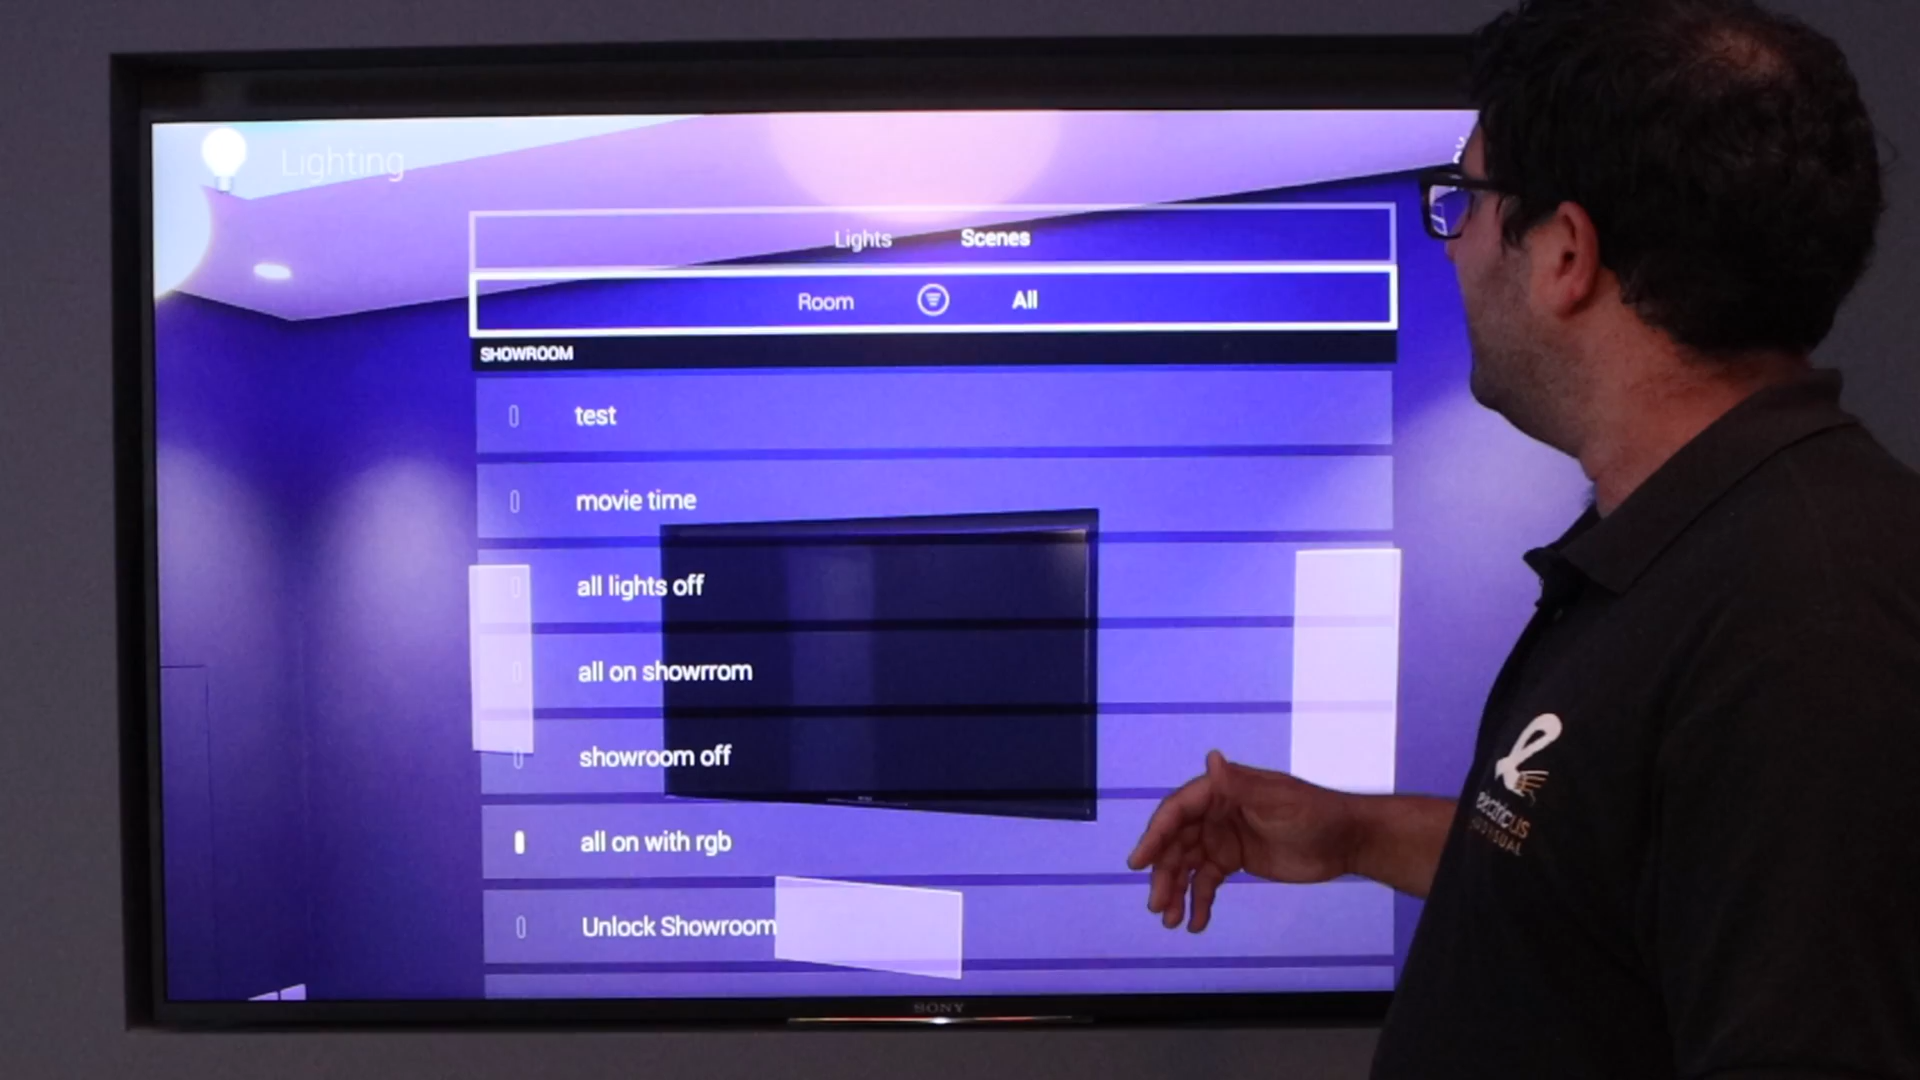 Lighting
Lights Scenes
Room All
SHOWROOM
test
movie time
all lights off
all on showrrom
showroom off
all on with rgb
Unlock Showroom
SONY
electricus